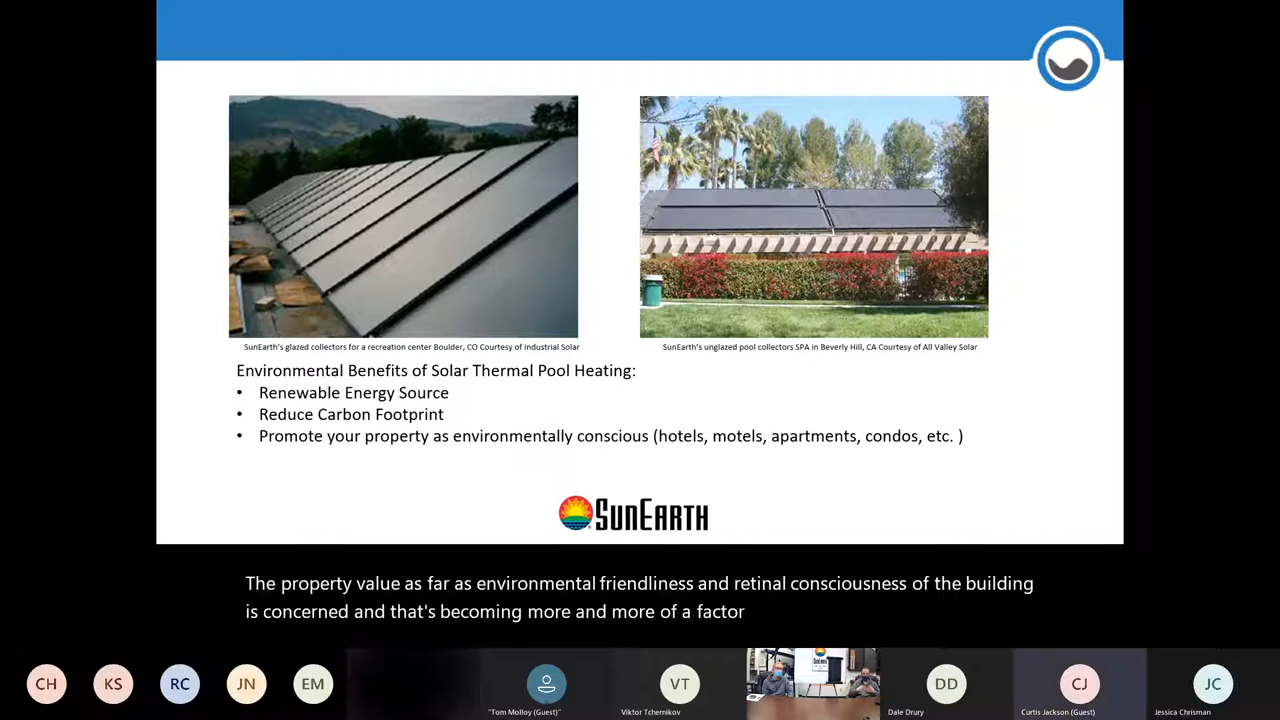 SunEarth's glazed collectors for a recreation center Boulder, CO Courtesy of Industrial Solar
SunEarth's unglazed pool collectors SPA in Beverly Hill, CA Courtesy of All Valley Solar
Environmental Benefits of Solar Thermal Pool Heating:
• Renewable Energy Source
• Reduce Carbon Footprint
• Promote your property as environmentally conscious (hotels, motels, apartments, condos, etc. )
SUNEARTH
The property value as far as environmental friendliness and retinal consciousness of the building
is concerned and that's becoming more and more of a factor
CH
KS
RC
JN
EM
"Tom Molloy (Guest)"
VT
Viktor Tchernikov
DD
Dale Drury
CJ
Curtis Jackson (Guest)
JC
Jessica Chrisman